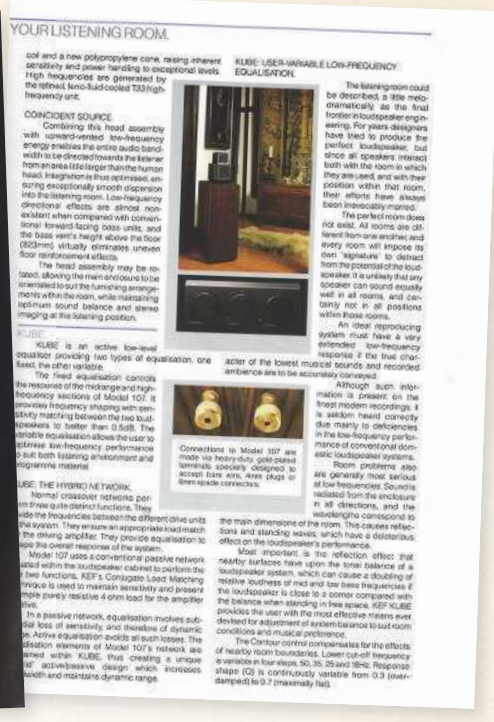 YOUR LISTENING ROOM.
coil and a new polypropylene cone, raising inherent
sensitivity and power handling to exceptional levels.
High frequencies are generated by
the refined, ferro-fluid cooled T33 high-
frequency unit.
COINCIDENT SOURCE.
Combining this head assembly
with upward-vented low-frequency
energy enables the entire audio band-
width to be directed towards the listener
from an area little larger than the human
head. Integration is thus optimised, en-
suring exceptionally smooth dispersion
into the listening room. Low-frequency
directional effects are almost non-
existent when compared with conven-
tional forward-facing bass units, and
the bass vent's height above the floor
(823mm) virtually eliminates uneven
floor reinforcement effects.
The head assembly may be ro-
tated, allowing the main enclosure to be
orientated to suit the furnishing arrange-
ments within the room, while maintaining
optimum sound balance and stereo
imaging at the listening position.
KUBE
KUBE is an active low-level
equaliser providing two types of equalisation, one
fixed, the other variable.
The fixed equalisation controls
the response of the midrange and high-
frequency sections of Model 107. It
provides frequency shaping with sen-
sitivity matching between the two loud-
speakers to better than 0.5dB. The
variable equalisation allows the user to
optimise low-frequency performance
to suit both listening environment and
programme material.
KUBE: THE HYBRID NETWORK.
Normal crossover networks per-
form three quite distinct functions. They
divide the frequencies between the different drive units
in the system. They ensure an appropriate load match
for the driving amplifier. They provide equalisation to
shape the overall response of the system.
Model 107 uses a conventional passive network
situated within the loudspeaker cabinet to perform the
first two functions. KEF's Conjugate Load Matching
technique is used to maintain sensitivity and present
a simple purely resistive 4 ohm load for the amplifier
to drive.
In a passive network, equalisation involves sub-
stantial loss of sensitivity and therefore of dynamic
range. Active equalisation avoids all such losses. The
equalisation elements of Model 107's network are
contained within KUBE, thus creating a unique
'hybrid' active/passive design which increases
bandwidth and maintains dynamic range.
KUBE: USER-VARIABLE LOW-FREQUENCY
EQUALISATION.
The listening room could
be described, a little melo-
dramatically, as the final
frontier in loudspeaker engin-
eering. For years designers
have tried to produce the
perfect loudspeaker, but
since all speakers interact
both with the room in which
they are used, and with their
position within that room,
their efforts have always
been irrevocably marred.
The perfect room does
not exist. All rooms are dif-
ferent from one another, and
every room will impose its
own 'signature' to detract
from the potential of the loud-
speaker. It is unlikely that any
speaker can sound equally
well in all rooms, and cer-
tainly not in all positions
within those rooms.
An ideal reproducing
system must have a very
extended low-frequency
response if the true char-
acter of the lowest musical sounds and recorded
ambience are to be accurately conveyed.
Although such infor-
mation is present on the
finest modern recordings, it
is seldom heard correctly
due mainly to deficiencies
in the low-frequency perfor-
mance of conventional dom-
estic loudspeaker systems.
Room problems also
are generally most serious
at low frequencies. Sound is
radiated from the enclosure
in all directions, and the
wavelengths correspond to
the main dimensions of the room. This causes reflec-
tions and standing waves, which have a deleterious
effect on the loudspeaker's performance.
Most important is the reflection effect that
nearby surfaces have upon the tonal balance of a
loudspeaker system, which can cause a doubling of
relative loudness of mid and low bass frequencies if
the loudspeaker is close to a corner compared with
the balance when standing in free space. KEF KUBE
provides the user with the most effective means ever
devised for adjustment of system balance to suit room
conditions and musical preference.
The Contour control compensates for the effects
of nearby room boundaries. Lower cut-off frequency
is variable in four steps, 50, 35, 25 and 18Hz. Response
shape (Q) is continuously variable from 0.3 (over-
damped) to 0.7 (maximally flat).
Connections to Model 107 are
made via heavy-duty gold-plated
terminals specially designed to
accept bare wire, 4mm plugs or
6mm spade connectors.